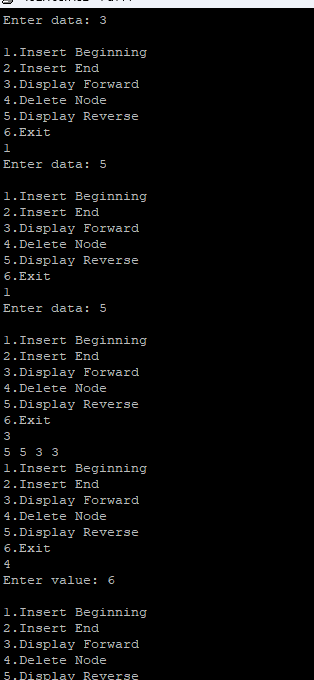 Enter data: 3
1.Insert Beginning
2.Insert End
3.Display Forward
4.Delete Node
5.Display Reverse
6.Exit
1
Enter data: 5
1.Insert Beginning
2.Insert End
3.Display Forward
4.Delete Node
5.Display Reverse
6.Exit
1
Enter data: 5
1.Insert Beginning
2.Insert End
3.Display Forward
4.Delete Node
5.Display Reverse
6.Exit
3
5 5 3 3
1.Insert Beginning
2.Insert End
3.Display Forward
4.Delete Node
5.Display Reverse
6.Exit
4
Enter value: 6
1.Insert Beginning
2.Insert End
3.Display Forward
4.Delete Node
5.Display Reverse